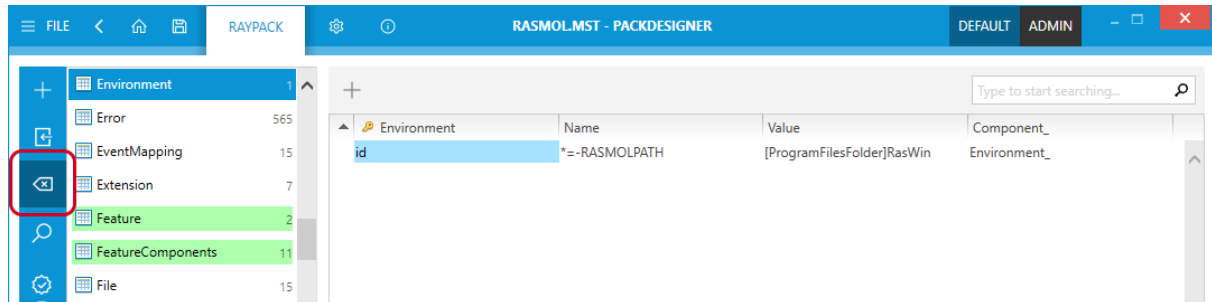 FILE RAYPACK RASMOL.MST - PACKDESIGNER DEFAULT ADMIN
Environment 1
Error 565
EventMapping 15
Extension 7
Feature 2
FeatureComponents 11
File 15
Type to start searching...
Environment Name Value Component_
id *=-RASMOLPATH [ProgramFilesFolder]RasWin Environment_